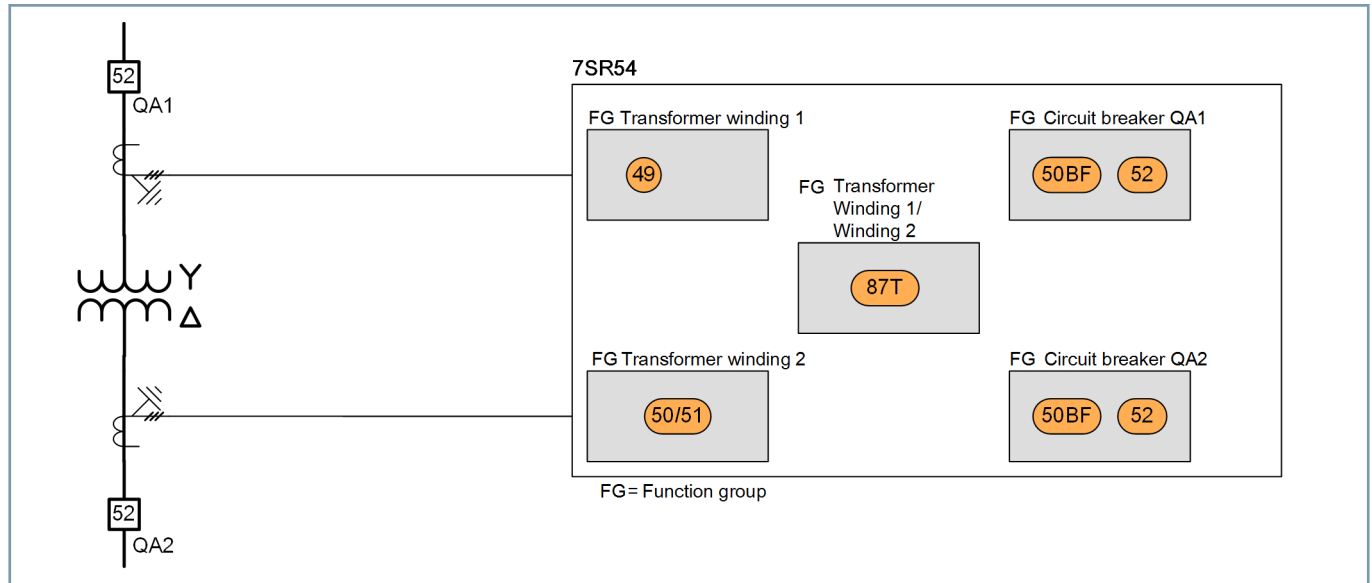 52
QA1
7SR54
FG Transformer winding 1
49
FG Circuit breaker QA1
50BF 52
FG Transformer
Winding 1/
Winding 2
87T
Y
Δ
FG Transformer winding 2
50/51
FG Circuit breaker QA2
50BF 52
FG= Function group
52
QA2